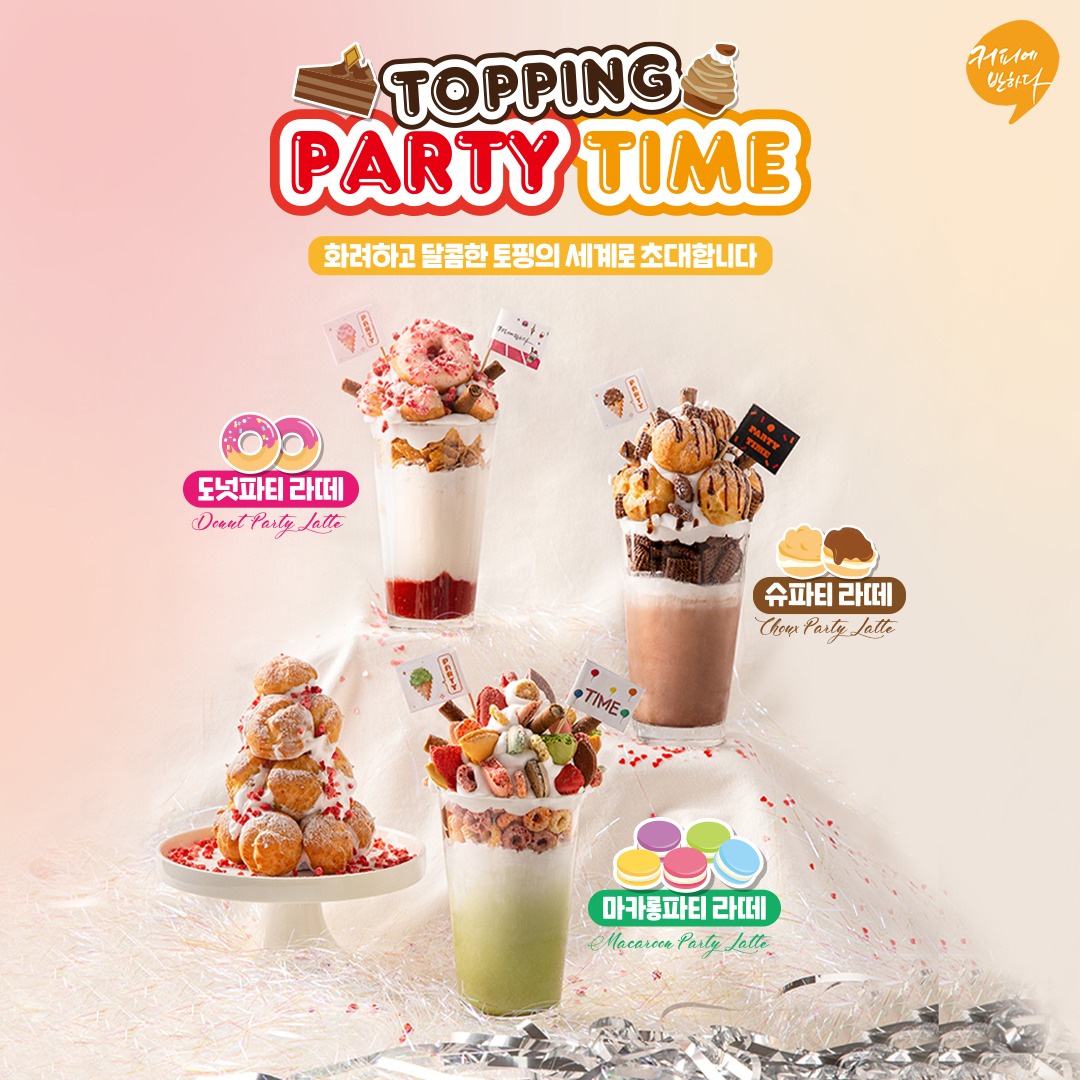 커피에
반하다
TOPPING
PARTY TIME
화려하고 달콤한 토핑의 세계로 초대합니다
PARTY
도넛파티 라떼
Donut Party Latte
PARTY
PARTY
TIME
슈파티 라떼
Choux Party Latte
PARTY
TIME
마카롱파티 라떼
Macaroon Party Latte